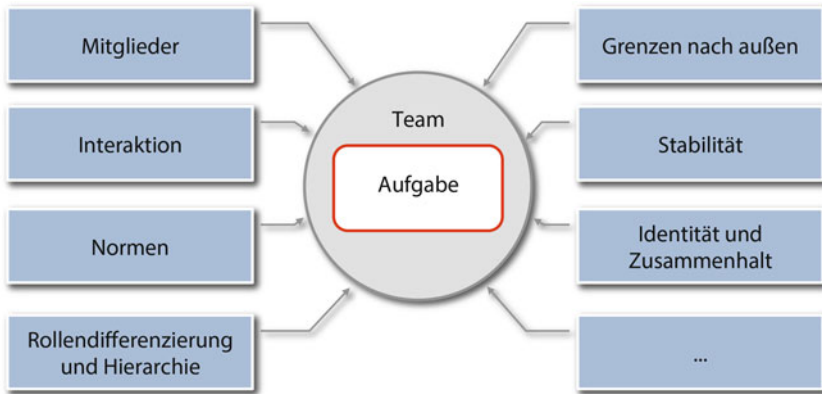 Mitglieder
Interaktion
Normen
Rollendifferenzierung
und Hierarchie
Team
Aufgabe
Grenzen nach außen
Stabilität
Identität und
Zusammenhalt
...